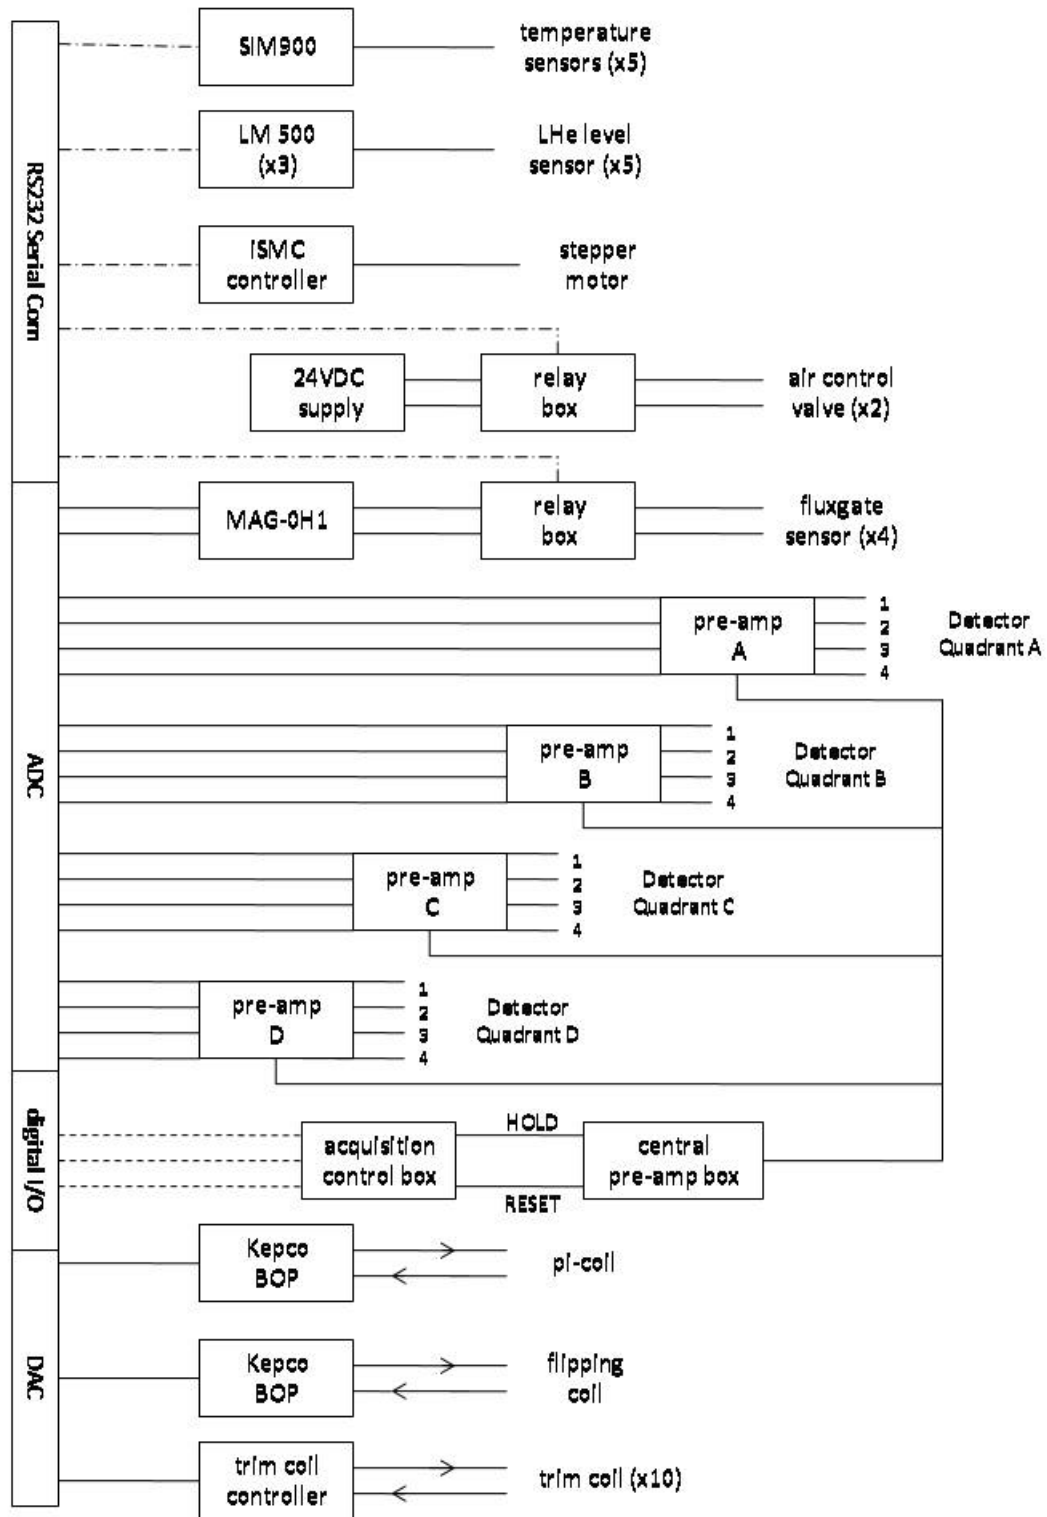 RS232 Serial Com
SIM900
temperature
sensors (x5)
LM 500
(x3)
LHe level
sensor (x5)
ISMC
controller
stepper
motor
24VDC
supply
relay
box
air control
valve (x2)
ADC
MAG-0H1
relay
box
fluxgate
sensor (x4)
pre-amp
A
1
2
3
4
Detector
Quadrant A
pre-amp
B
1
2
3
4
Detector
Quadrant B
pre-amp
C
1
2
3
4
Detector
Quadrant C
pre-amp
D
1
2
3
4
Detector
Quadrant D
digital I/O
acquisition
control box
HOLD
RESET
central
pre-amp box
DAC
Kepco
BOP
pi-coil
Kepco
BOP
flipping
coil
trim coil
controller
trim coil (x10)